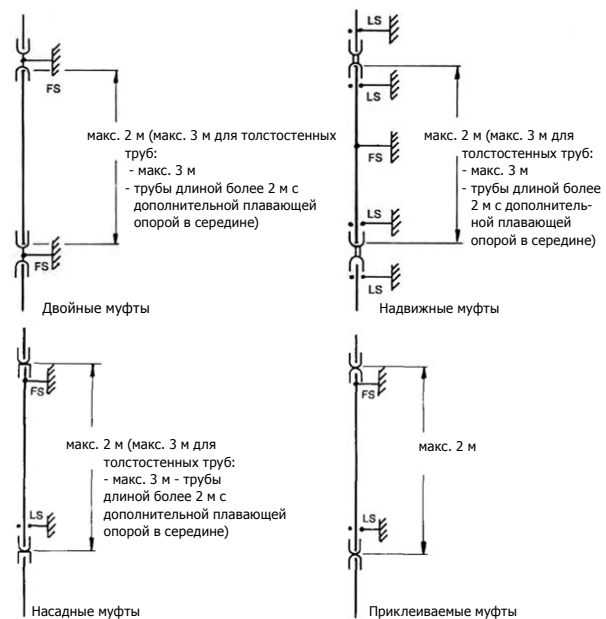 FS
макс. 2 м (макс. 3 м для толстостенных
труб:
- макс. 3 м
- трубы длиной более 2 м с
дополнительной плавающей
опорой в середине)
FS
Двойные муфты
LS
LS
FS
макс. 2 м (макс. 3 м для
толстостенных труб:
- макс. 3 м
- трубы длиной более
2 м с дополнитель-
ной плавающей
опорой в середине)
LS
LS
Надвижные муфты
FS
макс. 2 м (макс. 3 м для
толстостенных труб:
- макс. 3 м - трубы
длиной более 2 м с
дополнительной плавающей
опорой в середине)
LS
Насадные муфты
FS
макс. 2 м
LS
Приклеиваемые муфты